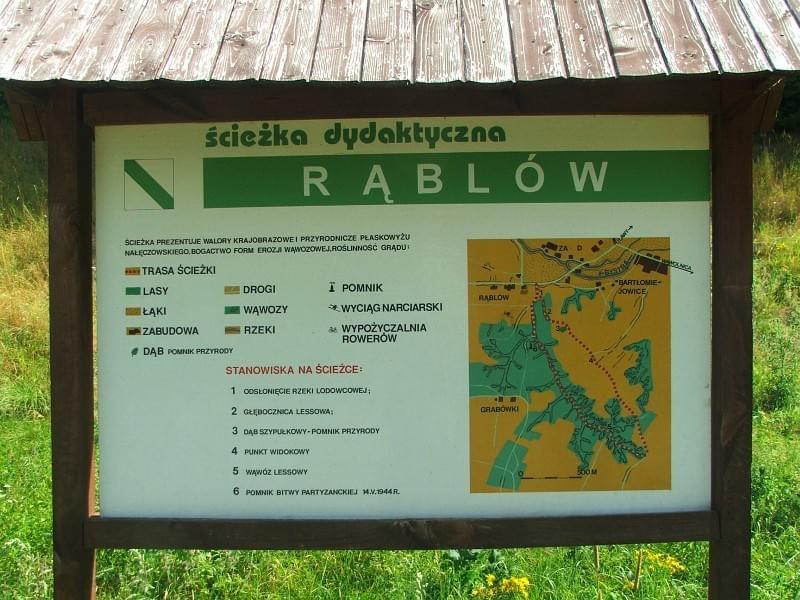 ścieżka dydaktyczna
RĄBLÓW
ŚCIEŻKA PREZENTUJE WALORY KRAJOBRAZOWE I PRZYRODNICZE PŁASKOWYŻU
NAŁĘCZOWSKIEGO, BOGACTWO FORM EROZJI WĄWOZOWEJ, ROŚLINNOŚĆ GRĄDU:
TRASA ŚCIEŻKI
LASY
ŁĄKI
ZABUDOWA
DĄB POMNIK PRZYRODY
DROGI
WĄWOZY
RZEKI
POMNIK
WYCIĄG NARCIARSKI
WYPOŻYCZALNIA
ROWERÓW
STANOWISKA NA ŚCIEŻCE:
1 ODSŁONIĘCIE RZEKI LODOWCOWEJ;
2 GŁĘBOCZNICA LESSOWA;
3 DĄB SZYPUŁKOWY-POMNIK PRZYRODY
4 PUNKT WIDOKOWY
5 WĄWÓZ LESSOWY
6 POMNIK BITWY PARTYZANCKIEJ 14.V.1944 R.
ZA D
WĄWOLNICA
BARTŁOMIE-
JOWICE
RĄBLÓW
GRABÓWKI
0 500 M